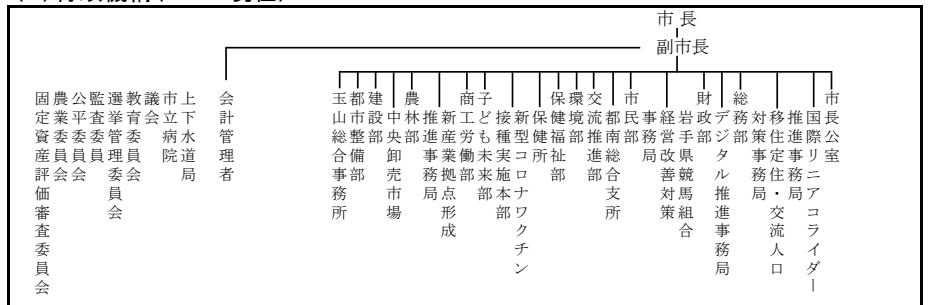 市長
副市長
市長公室
国際リニアコライダー
推進事務局
移住定住・交流人口
対策事務局
総務部
デジタル推進事務局
財政部
岩手県競馬組合
経営改善対策
事務局
市民部
都南総合支所
交流推進部
環境部
保健福祉部
保健所
新型コロナワクチン
接種実施本部
子ども未来部
商工労働部
新産業拠点形成
推進事務局
農林部
中央卸売市場
建設部
都市整備部
玉山総合事務所
会計管理者
上下水道局
市立病院
議会
教育委員会
選挙管理委員会
監査委員
公平委員会
農業委員会
固定資産評価審査委員会